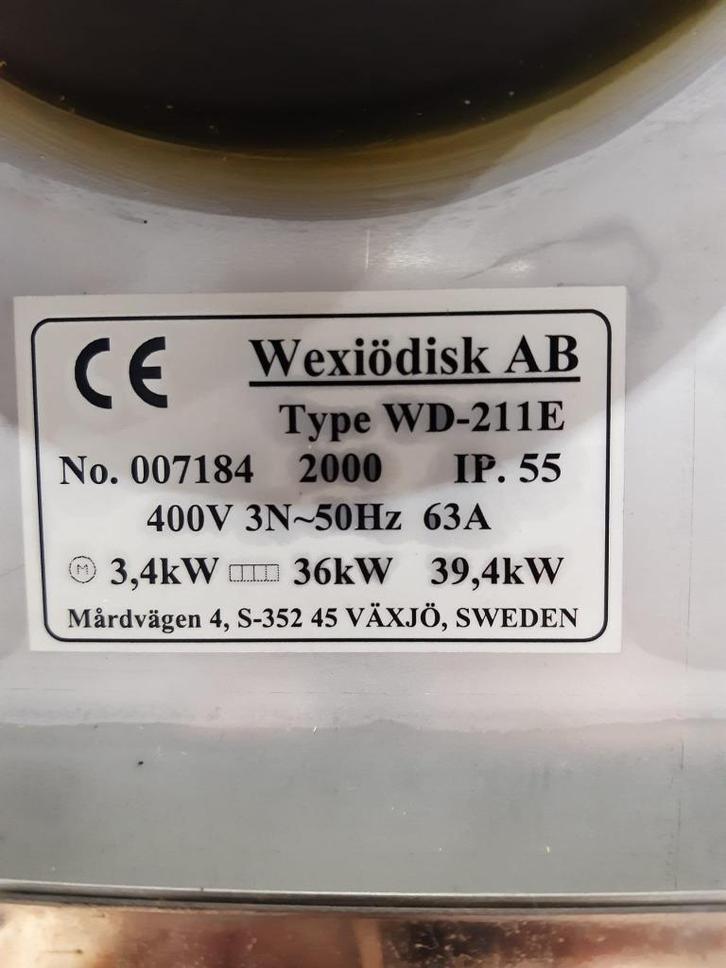 CE Wexiödisk AB
Type WD-211E
No. 007184 2000 IP. 55
400V 3N~50Hz 63A
M 3,4kW 36kW 39,4kW
Mårdvägen 4, S-352 45 VÄXJÖ, SWEDEN